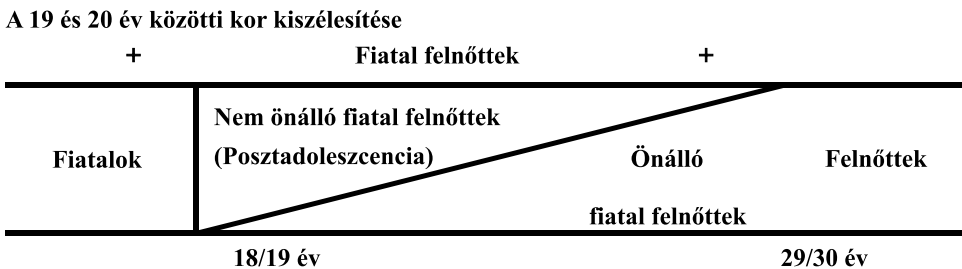 A 19 és 20 év közötti kor kiszélesítése
+ Fiatal felnőttek +
Nem önálló fiatal felnőttek
(Posztadoleszcencia)
Fiatalok
Önálló
fiatal felnőttek
Felnőttek
18/19 év
29/30 év